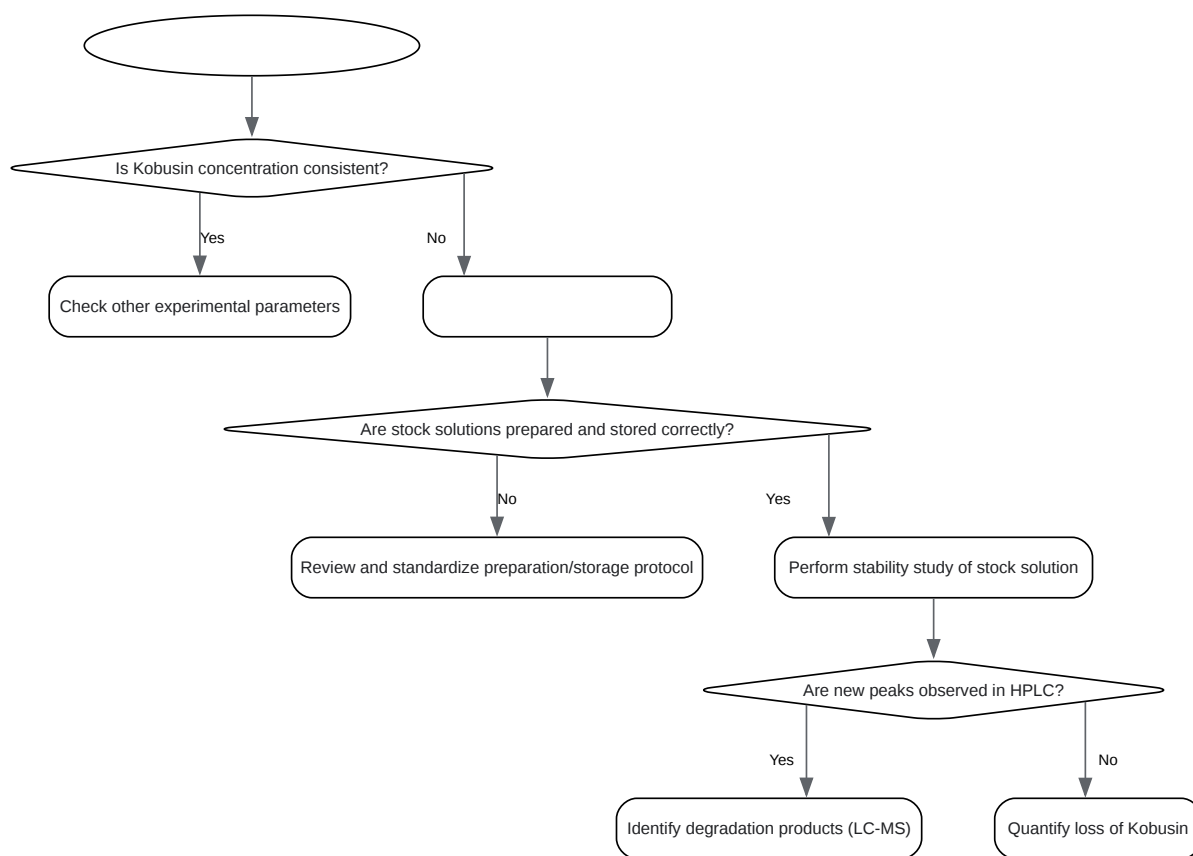 Is Kobusin concentration consistent?
Yes
No
Check other experimental parameters
Are stock solutions prepared and stored correctly?
No
Yes
Review and standardize preparation/storage protocol
Perform stability study of stock solution
Are new peaks observed in HPLC?
Yes
No
Identify degradation products (LC-MS)
Quantify loss of Kobusin